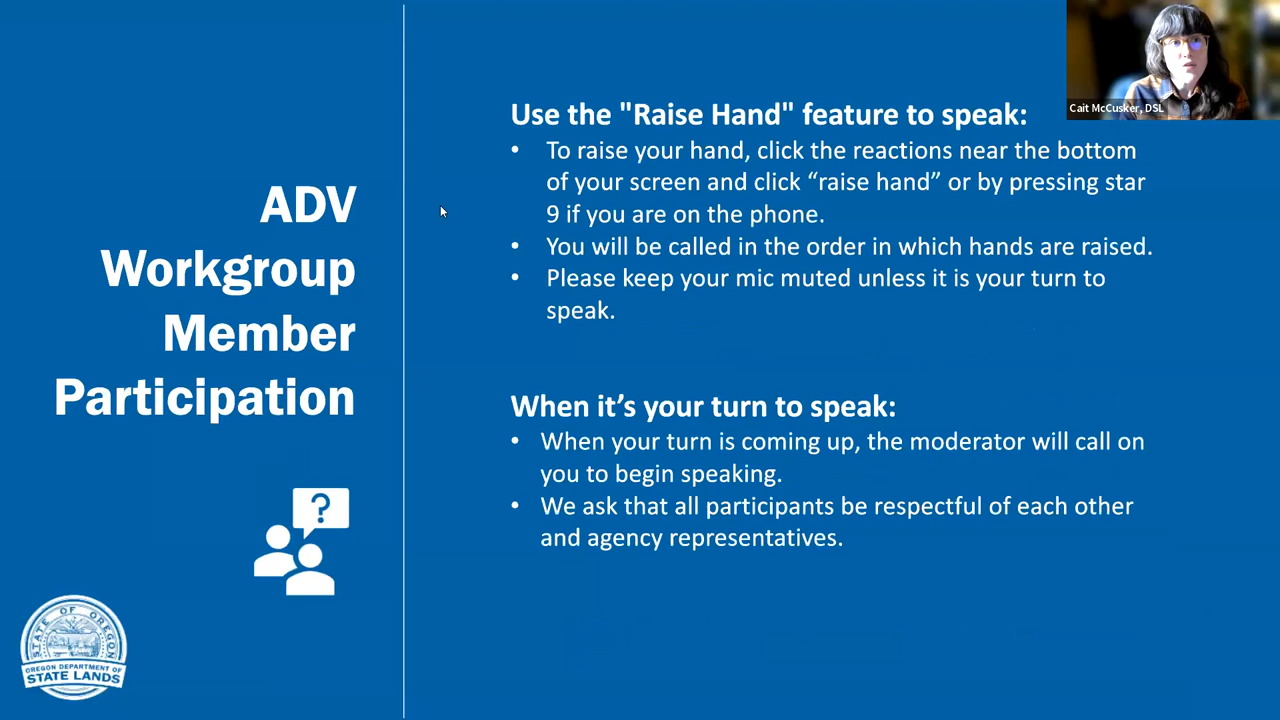 Cait McCusker, DSL
ADV
Workgroup
Member
Participation
Use the "Raise Hand" feature to speak:
• To raise your hand, click the reactions near the bottom
of your screen and click “raise hand” or by pressing star
9 if you are on the phone.
• You will be called in the order in which hands are raised.
• Please keep your mic muted unless it is your turn to
speak.
When it’s your turn to speak:
• When your turn is coming up, the moderator will call on
you to begin speaking.
• We ask that all participants be respectful of each other
and agency representatives.
?
STATE OF OREGON
OREGON DEPARTMENT OF
STATE LANDS